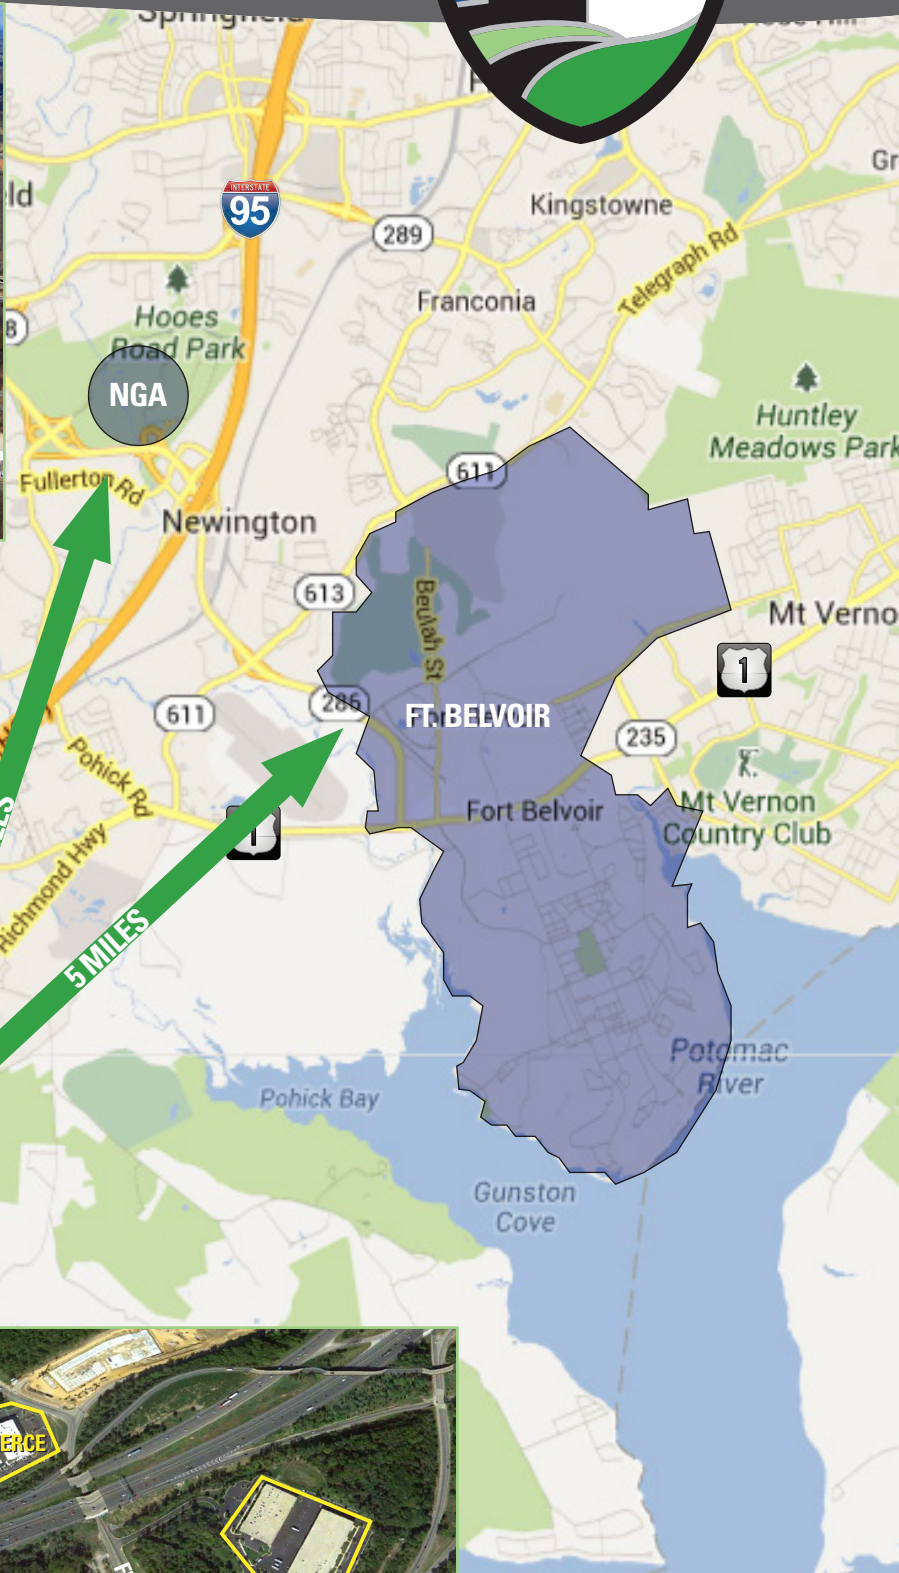 Springfield
INTERSTATE
95
289
Kingstowne
Telegraph Rd
Franconia
Hooes
Road Park
NGA
Huntley
Meadows Park
611
Fullerton Rd
Newington
613
Beulah St
Mt Verno
1
286
611
FT. BELVOIR
235
Pohick Rd
Mt Vernon
Country Club
Fort Belvoir
1
Richmond Hwy
5 MILES
Potomac
River
Pohick Bay
Gunston
Cove
ERCE